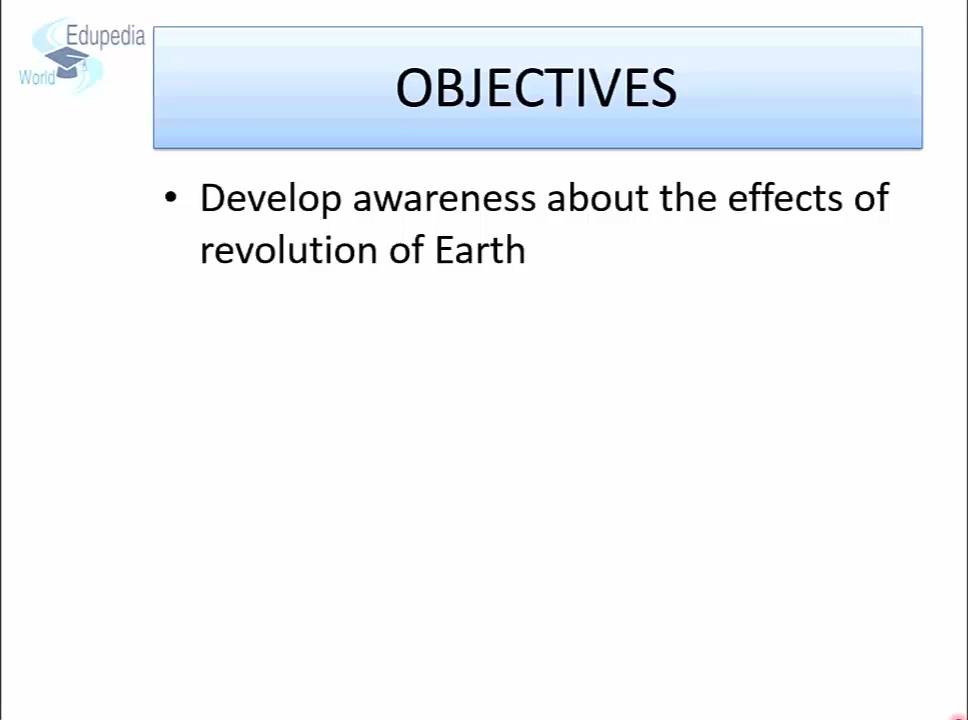 Edupedia
World
OBJECTIVES
• Develop awareness about the effects of
revolution of Earth